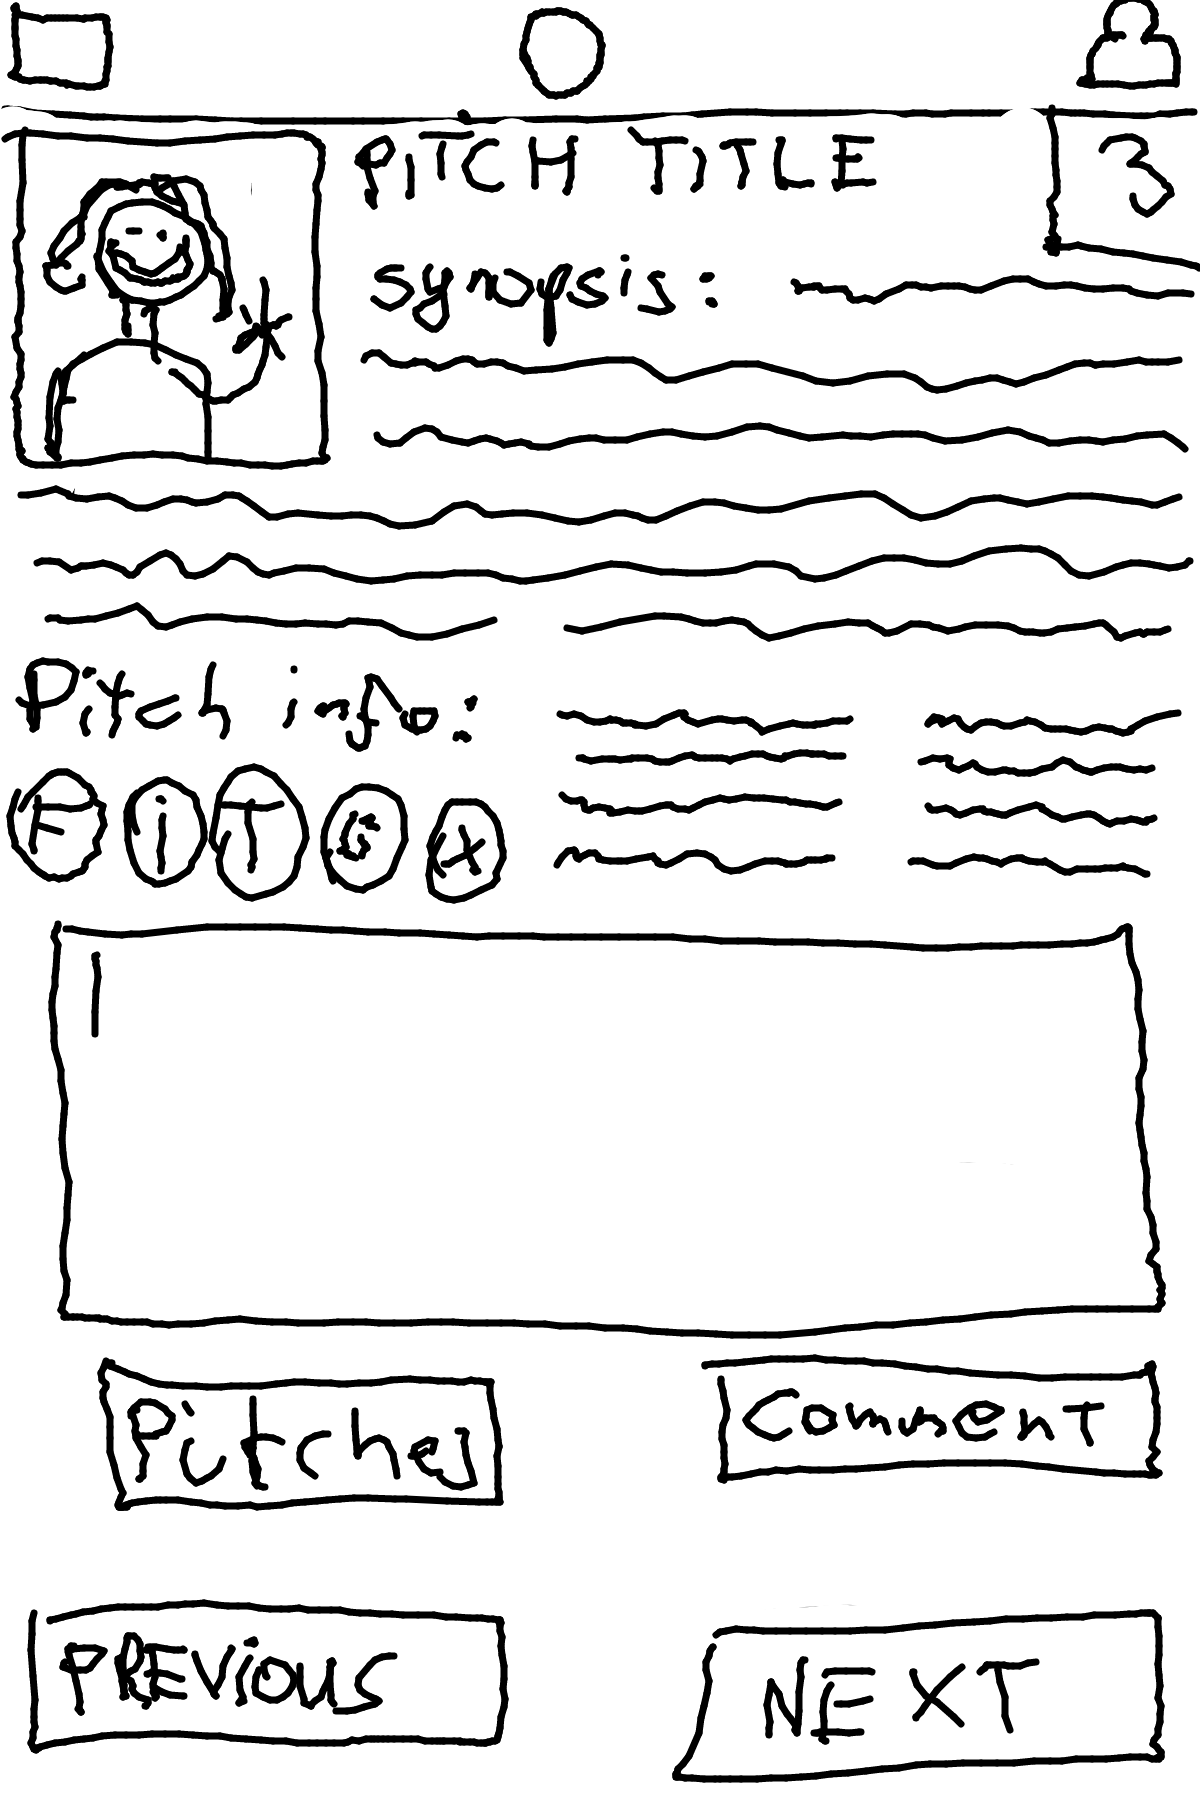 PiTCH TiTLE
3
synopsis:
Pitch info:
F i T G X
Pitches
Comment
PREViOUS
NEXT